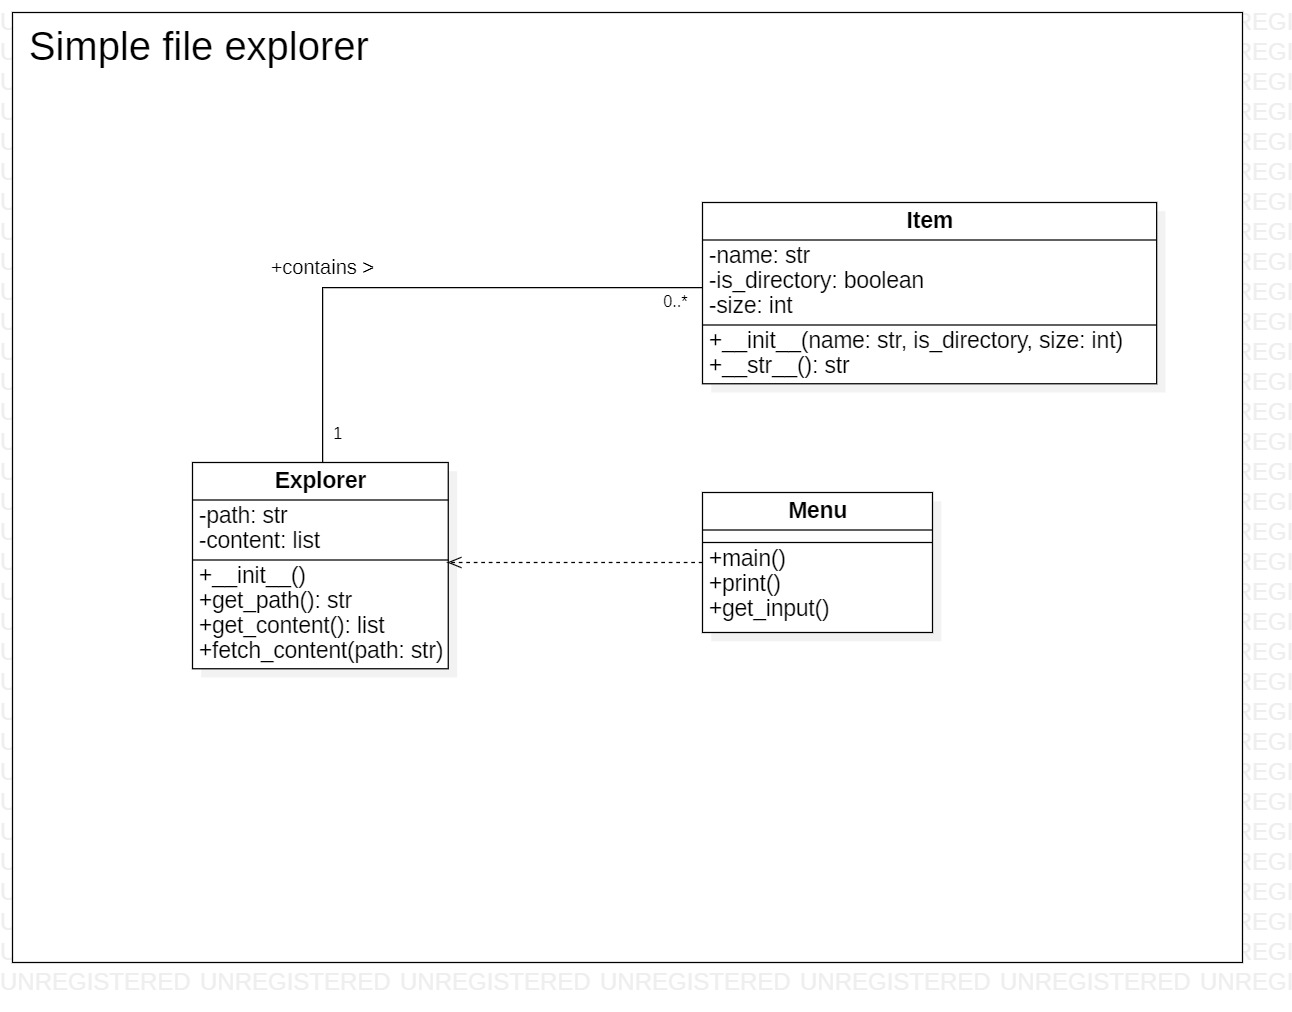 Simple file explorer
Item
-name: str
-is_directory: boolean
-size: int
+__init__(name: str, is_directory, size: int)
+__str__(): str
+contains >
0..*
1
Explorer
-path: str
-content: list
+__init__()
+get_path(): str
+get_content(): list
+fetch_content(path: str)
Menu
+main()
+print()
+get_input()
UNREGISTERED UNREGISTERED UNREGISTERED UNREGISTERED UNREGISTERED UNREGISTERED UNREGI